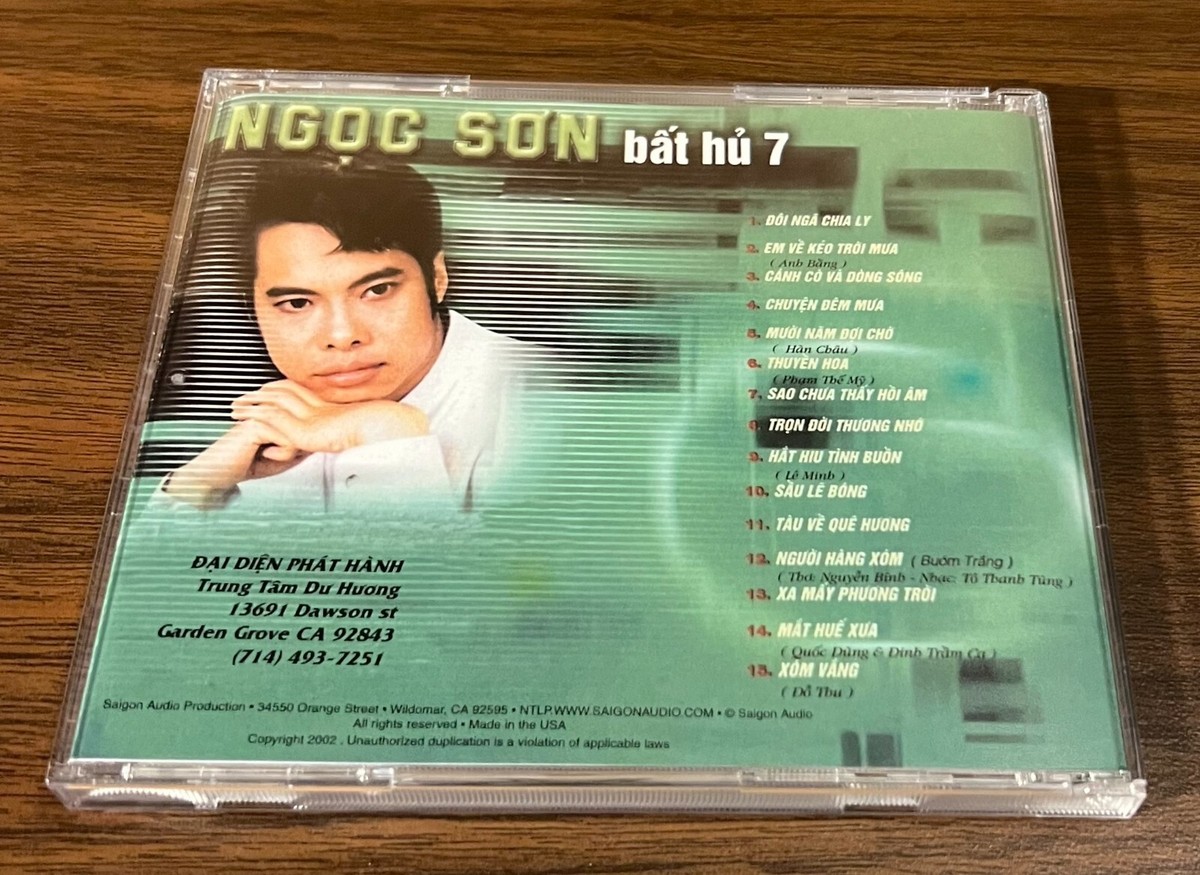 NGỌC SƠN bất hủ 7
1. ĐÔI NGÃ CHIA LY
2. EM VỀ KÉO TRÔI MƯA
( Anh Bằng )
3. CÁNH CÒ VÀ DÒNG SÔNG
4. CHUYỆN ĐÊM MƯA
5. MƯỜI NĂM ĐỢI CHỜ
( Hàn Châu )
6. THUYỀN HOA
( Phạm Thế Mỹ )
7. SAO CHƯA THẤY HỒI ÂM
8. TRỌN ĐỜI THƯƠNG NHỚ
9. HẮT HIU TÌNH BUỒN
( Lê Minh )
10. SẦU LẺ BÓNG
11. TÀU VỀ QUÊ HƯƠNG
12. NGƯỜI HÀNG XÓM ( Bướm Trắng )
( Thơ: Nguyễn Bính - Nhạc: Tô Thanh Tùng )
13. XA MẤY PHƯƠNG TRỜI
14. MẮT HUẾ XƯA
( Quốc Dũng & Đinh Trầm Ca )
15. XÓM VẮNG
( Đỗ Thu )
ĐẠI DIỆN PHÁT HÀNH
Trung Tâm Dư Hương
13691 Dawson st
Garden Grove CA 92843
(714) 493-7251
Saigon Audio Production • 34550 Orange Street • Wildomar, CA 92595 • NTLP.WWW.SAIGONAUDIO.COM • © Saigon Audio
All rights reserved • Made in the USA
Copyright 2002 . Unauthorized duplication is a violation of applicable laws